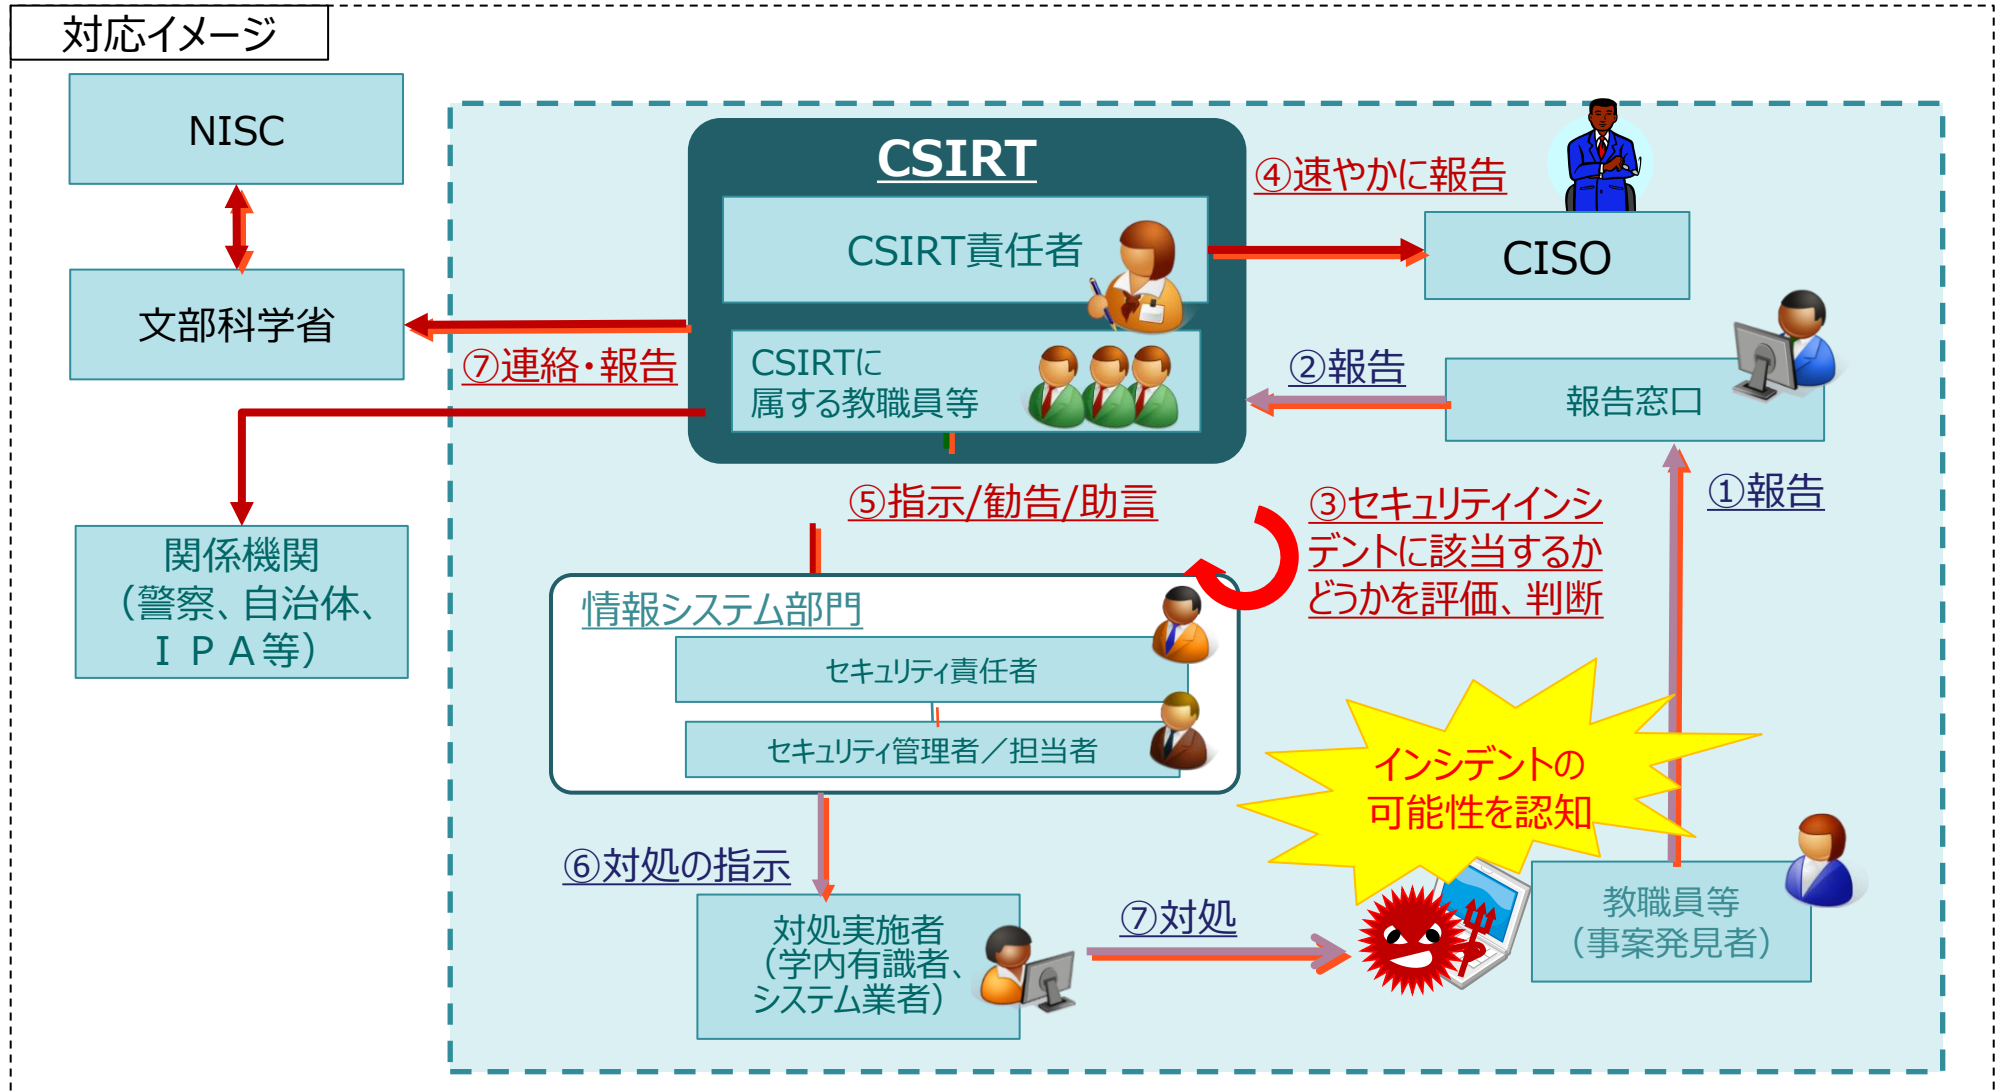 対応イメージ
NISC
文部科学省
関係機関
（警察、自治体、
ＩＰＡ等）
CSIRT
CSIRT責任者
CSIRTに
属する教職員等
④速やかに報告
CISO
⑦連絡・報告
②報告
報告窓口
①報告
⑤指示/勧告/助言
③セキュリティインシ
デントに該当するか
どうかを評価、判断
情報システム部門
セキュリティ責任者
セキュリティ管理者／担当者
インシデントの
可能性を認知
⑥対処の指示
対処実施者
（学内有識者、
システム業者）
⑦対処
教職員等
（事案発見者）